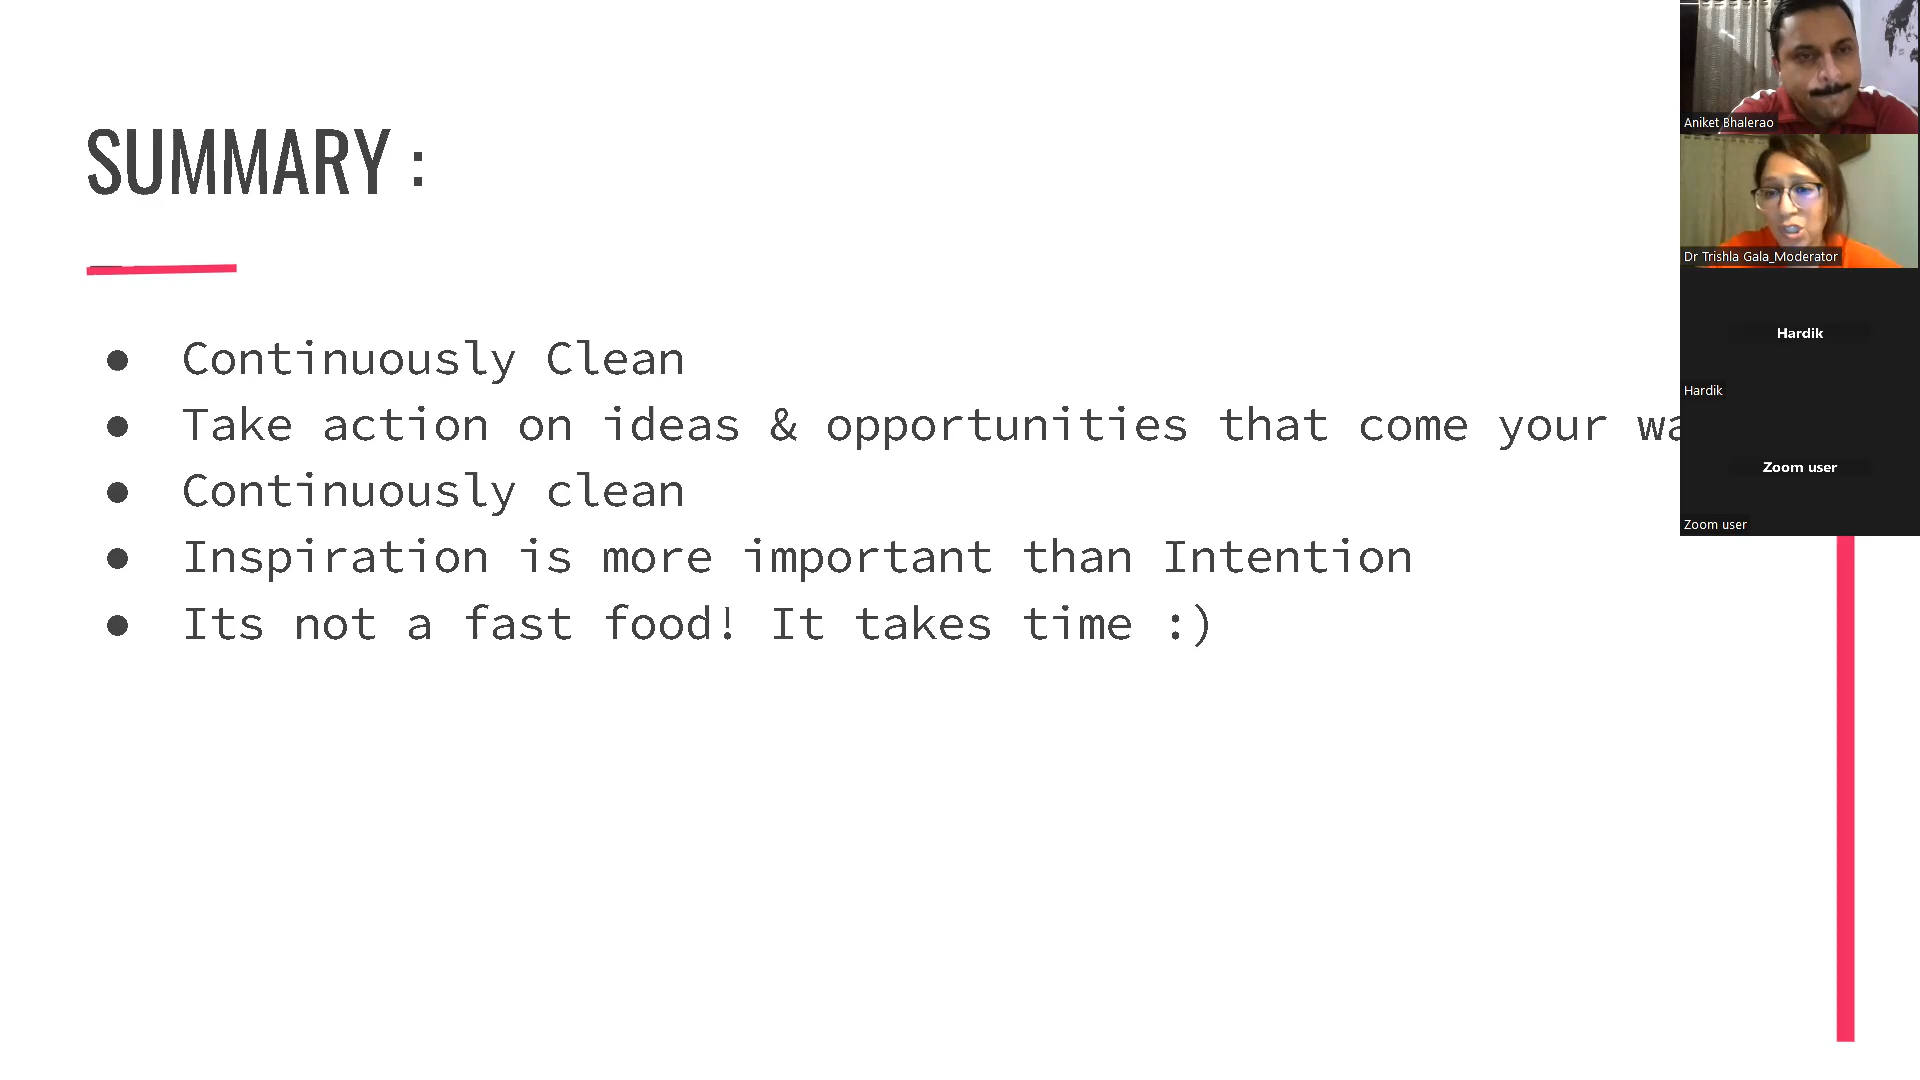 SUMMARY :
Continuously Clean
Take action on ideas & opportunities that come your
Continuously clean
Inspiration is more important than Intention
Its not a fast food! It takes time :)
Aniket Bhalerao
Dr Trishla Gala_Moderator
Hardik
Hardik
Zoom user
Zoom user